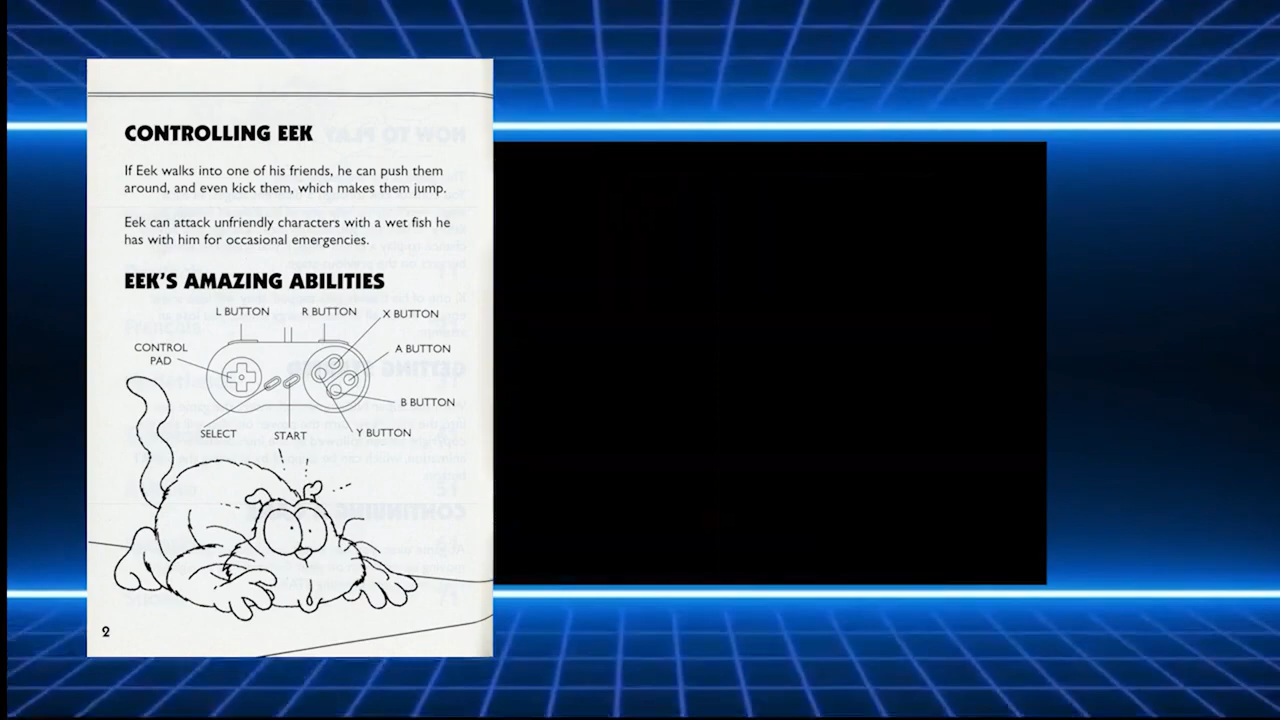 CONTROLLING EEK
If Eek walks into one of his friends, he can push them
around, and even kick them, which makes them jump.
Eek can attack unfriendly characters with a wet fish he
has with him for occasional emergencies.
EEK'S AMAZING ABILITIES
L BUTTON
R BUTTON
X BUTTON
CONTROL
PAD
A BUTTON
B BUTTON
SELECT
START
Y BUTTON
2